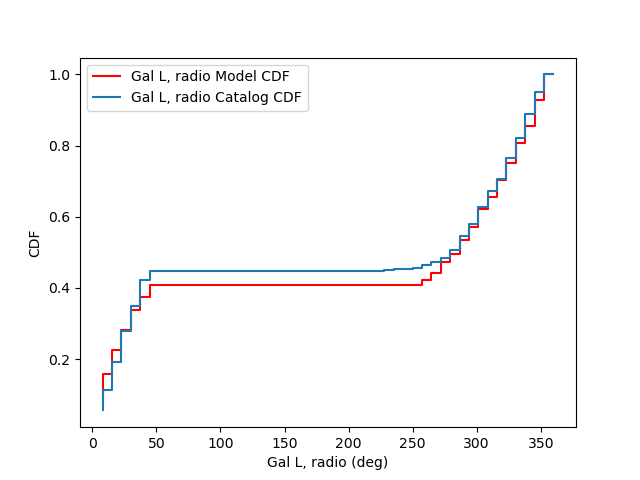 Gal L, radio Model CDF
Gal L, radio Catalog CDF
1.0
0.8
0.6
0.4
0.2
CDF
0 50 100 150 200 250 300 350
Gal L, radio (deg)